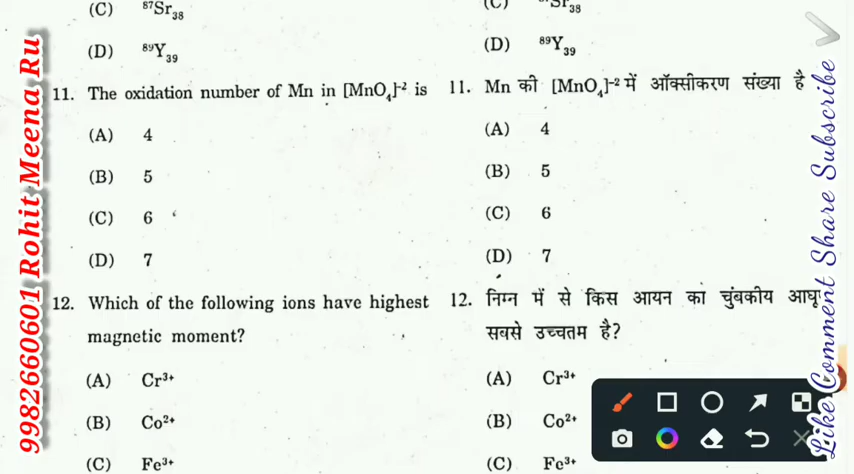 (C) ⁸⁷Sr₃₈
(D) ⁸⁹Y₃₉
11. The oxidation number of Mn in [MnO₄]⁻² is
(A) 4
(B) 5
(C) 6
(D) 7
12. Which of the following ions have highest
magnetic moment?
(A) Cr³⁺
(B) Co²⁺
(C) Fe³⁺
(C) Sr₃₈
(D) ⁸⁹Y₃₉
11. Mn की [MnO₄]⁻² में ऑक्सीकरण संख्या है
(A) 4
(B) 5
(C) 6
(D) 7
12. निम्न में से किस आयन का चुंबकीय
सबसे उच्चतम है?
(A) Cr³⁺
(B) Co²⁺
(C) Fe³⁺
9982660601 Rohit Meena Ru
Like Comment Share Subscribe